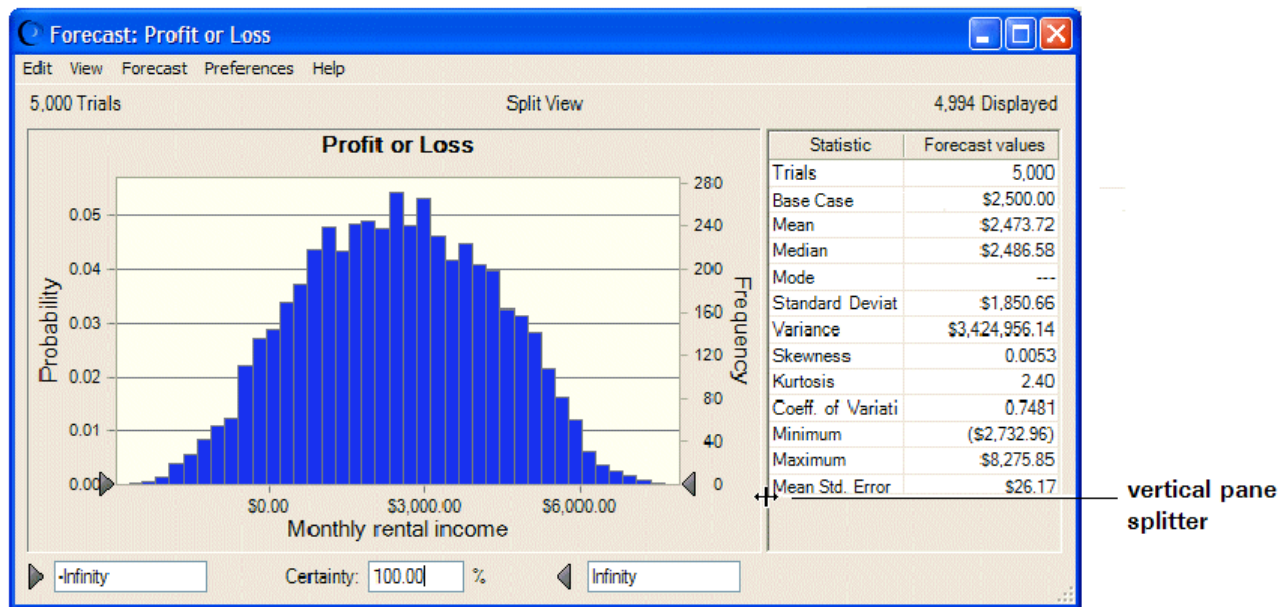 Forecast: Profit or Loss
Edit View Forecast Preferences Help
5,000 Trials Split View 4,994 Displayed
Profit or Loss
Probability
0.05
0.04
0.03
0.02
0.01
0.00
280
240
200
160
120
80
40
0
Frequency
$0.00 $3,000.00 $6,000.00
Monthly rental income
Statistic Forecast values
Trials 5,000
Base Case $2,500.00
Mean $2,473.72
Median $2,486.58
Mode ---
Standard Deviat $1,850.66
Variance $3,424,956.14
Skewness 0.0053
Kurtosis 2.40
Coeff. of Variati 0.7481
Minimum ($2,732.96)
Maximum $8,275.85
Mean Std. Error $26.17
vertical pane
splitter
-Infinity Certainty: 100.00 % Infinity